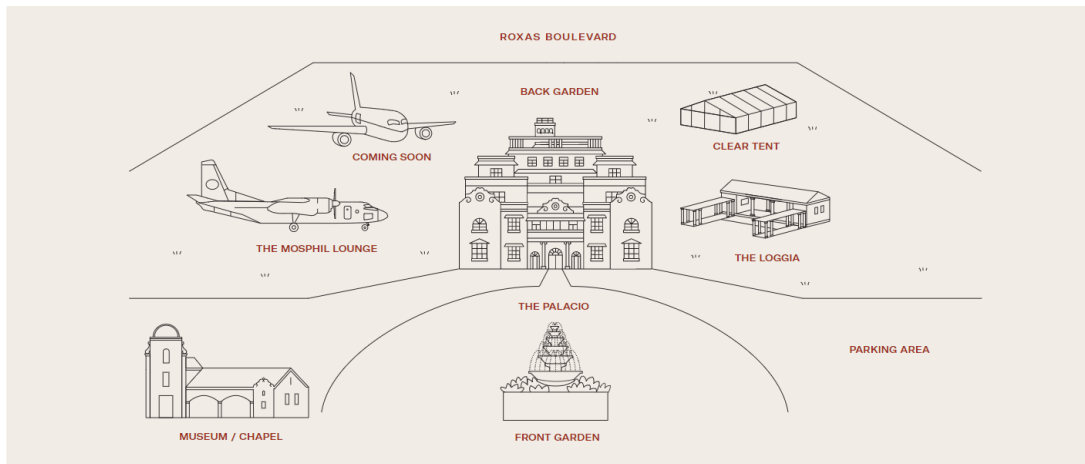 ROXAS BOULEVARD
BACK GARDEN
CLEAR TENT
COMING SOON
THE MOSPHIL LOUNGE
THE LOGGIA
THE PALACIO
PARKING AREA
MUSEUM / CHAPEL
FRONT GARDEN